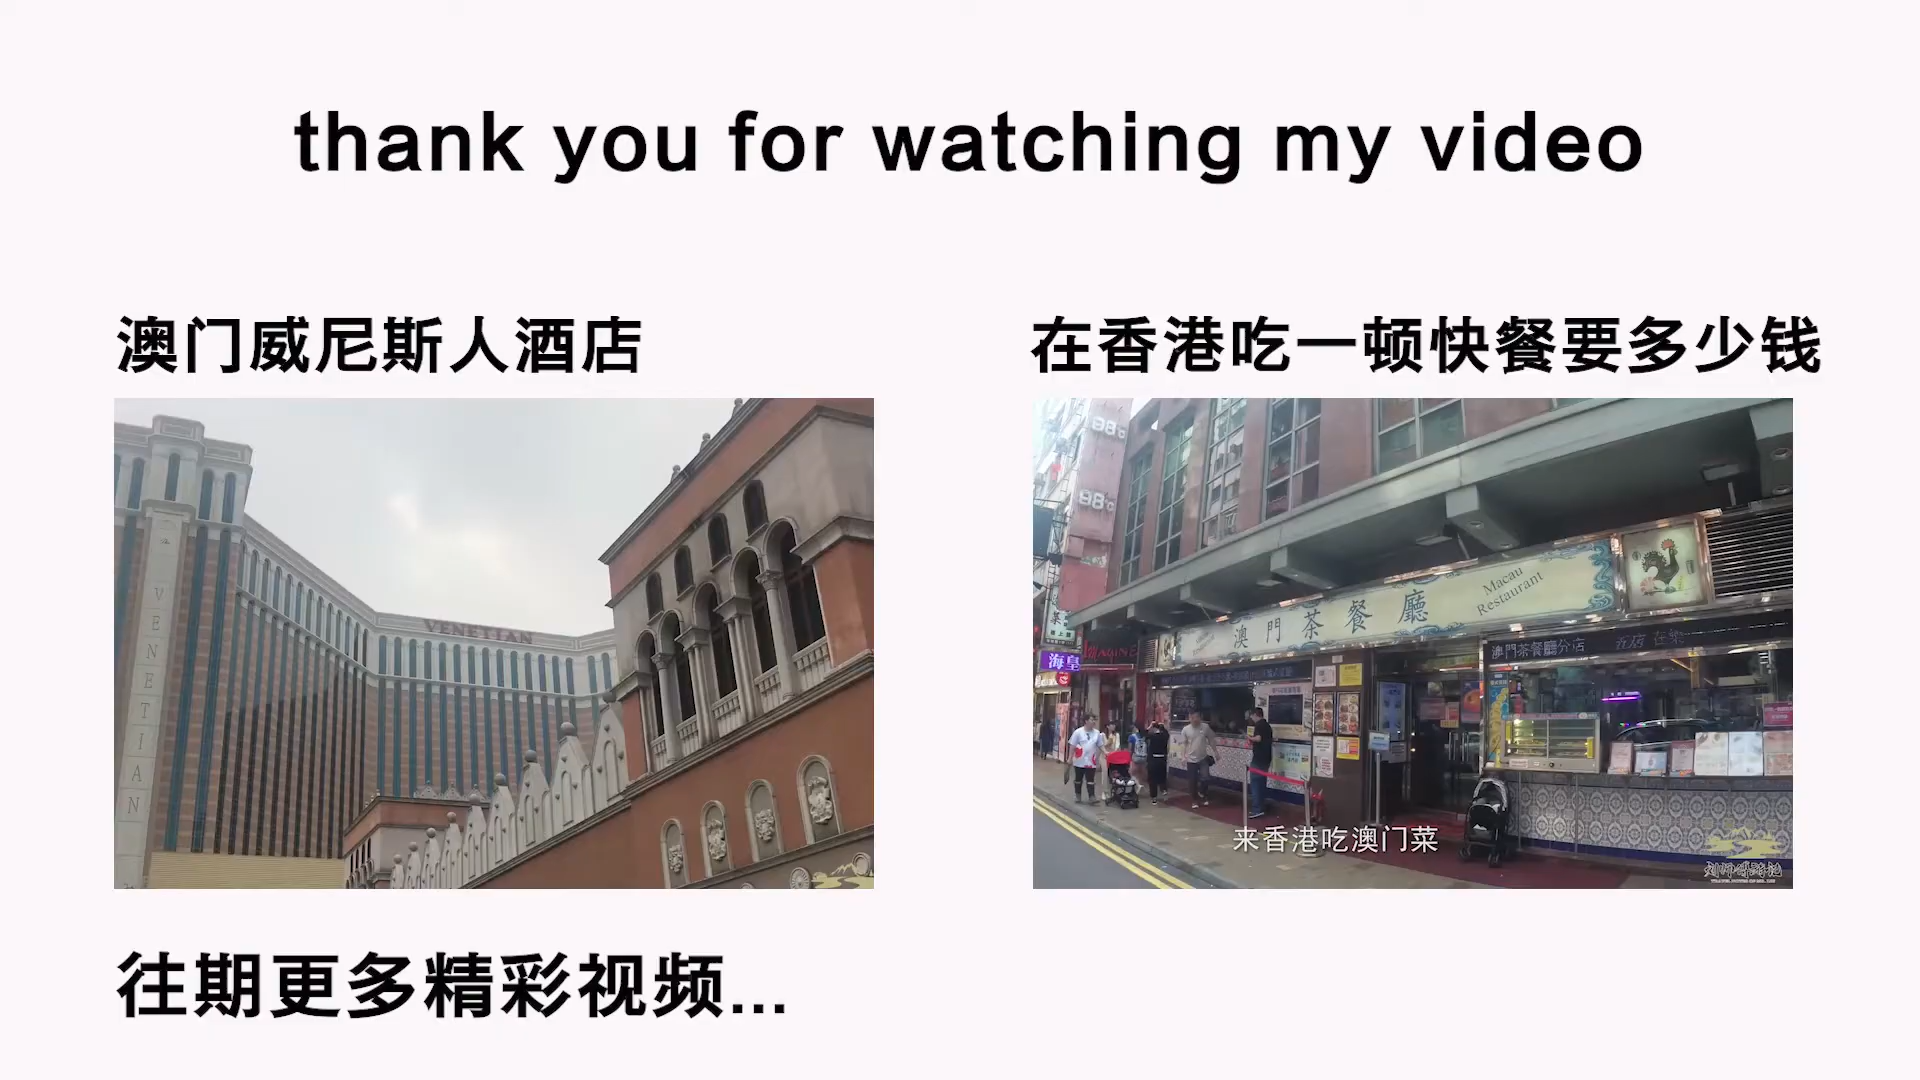 thank you for watching my video
澳门威尼斯人酒店
在香港吃一顿快餐要多少钱
VENETIAN
VENETIAN
98℃
98℃
海皇
澳門茶餐廳
Macau
Restaurant
澳門茶餐廳分店
来香港吃澳门菜
往期更多精彩视频...